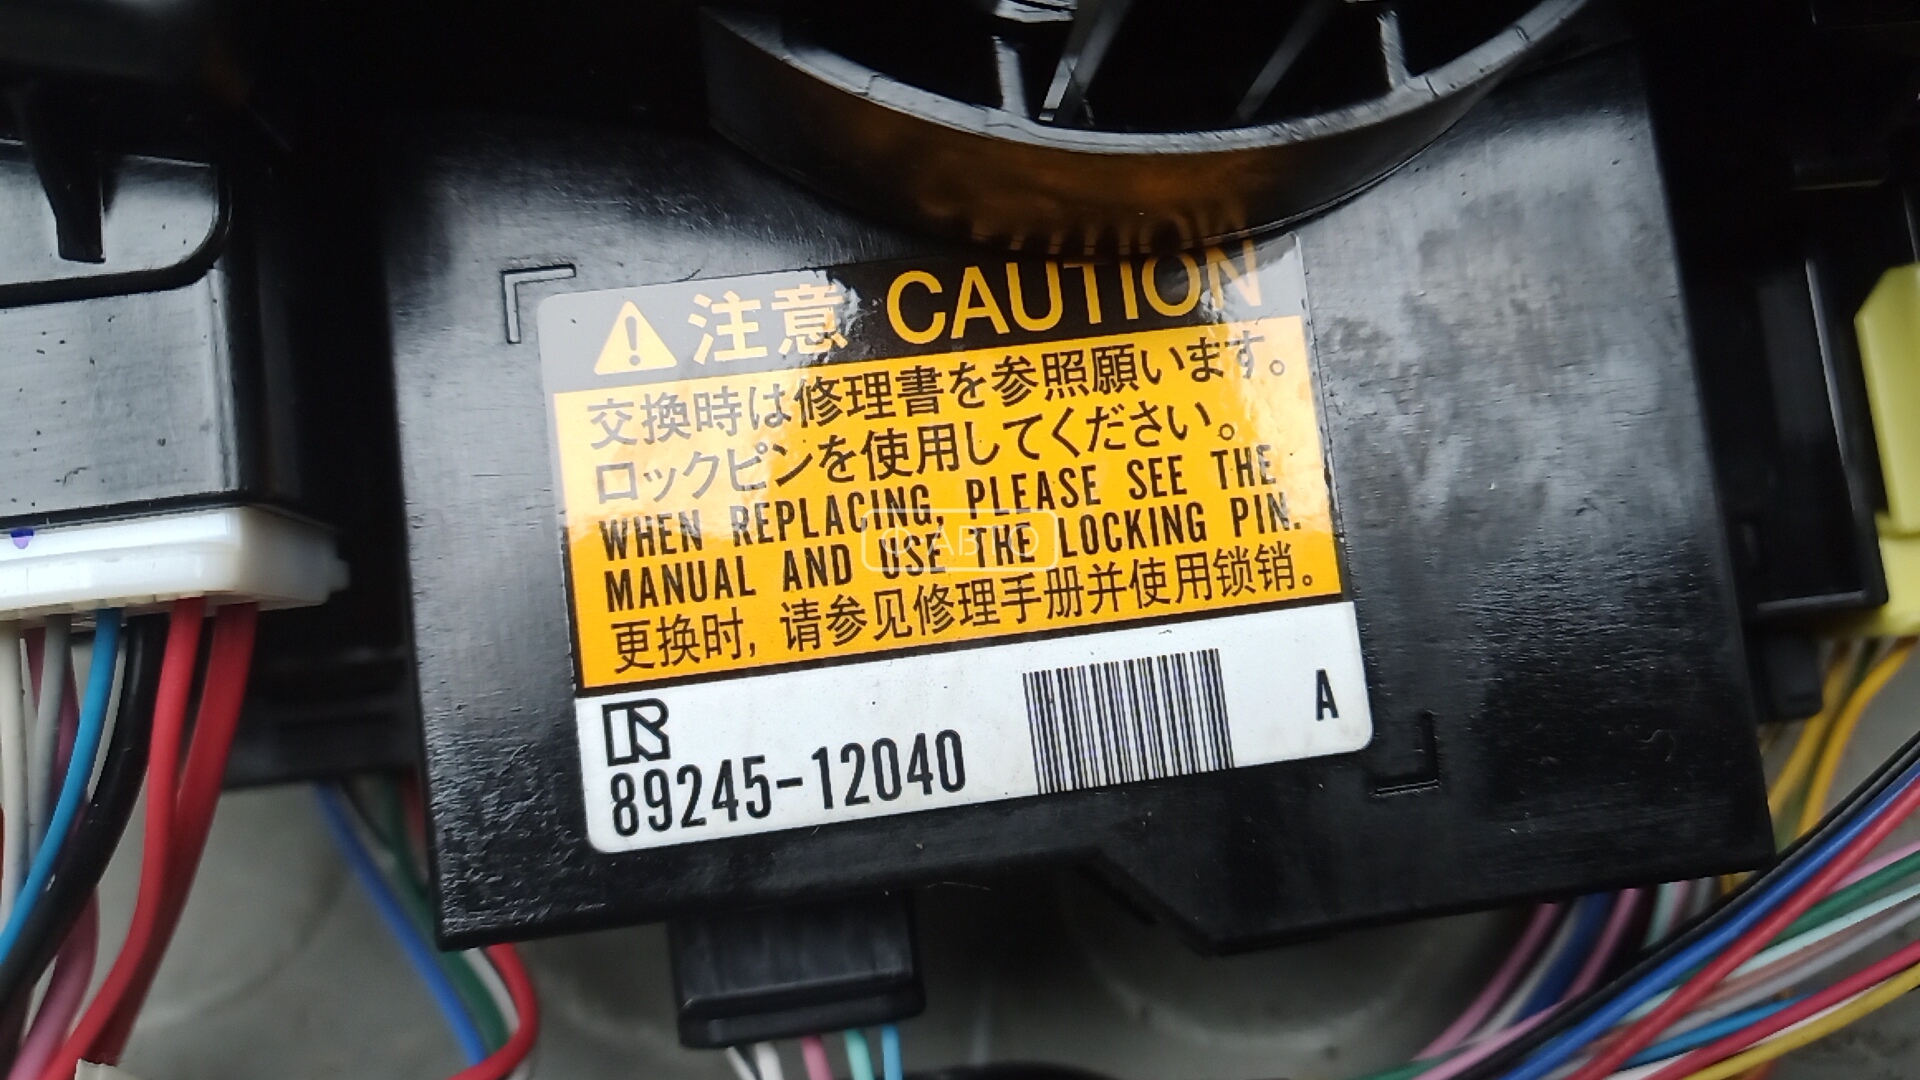 注意 CAUTION
交換時は修理書を参照願います。
ロックピンを使用してください。
WHEN REPLACING, PLEASE SEE THE
MANUAL AND USE THE LOCKING PIN.
更换时, 请参见修理手册并使用锁销。
R
89245-12040
A